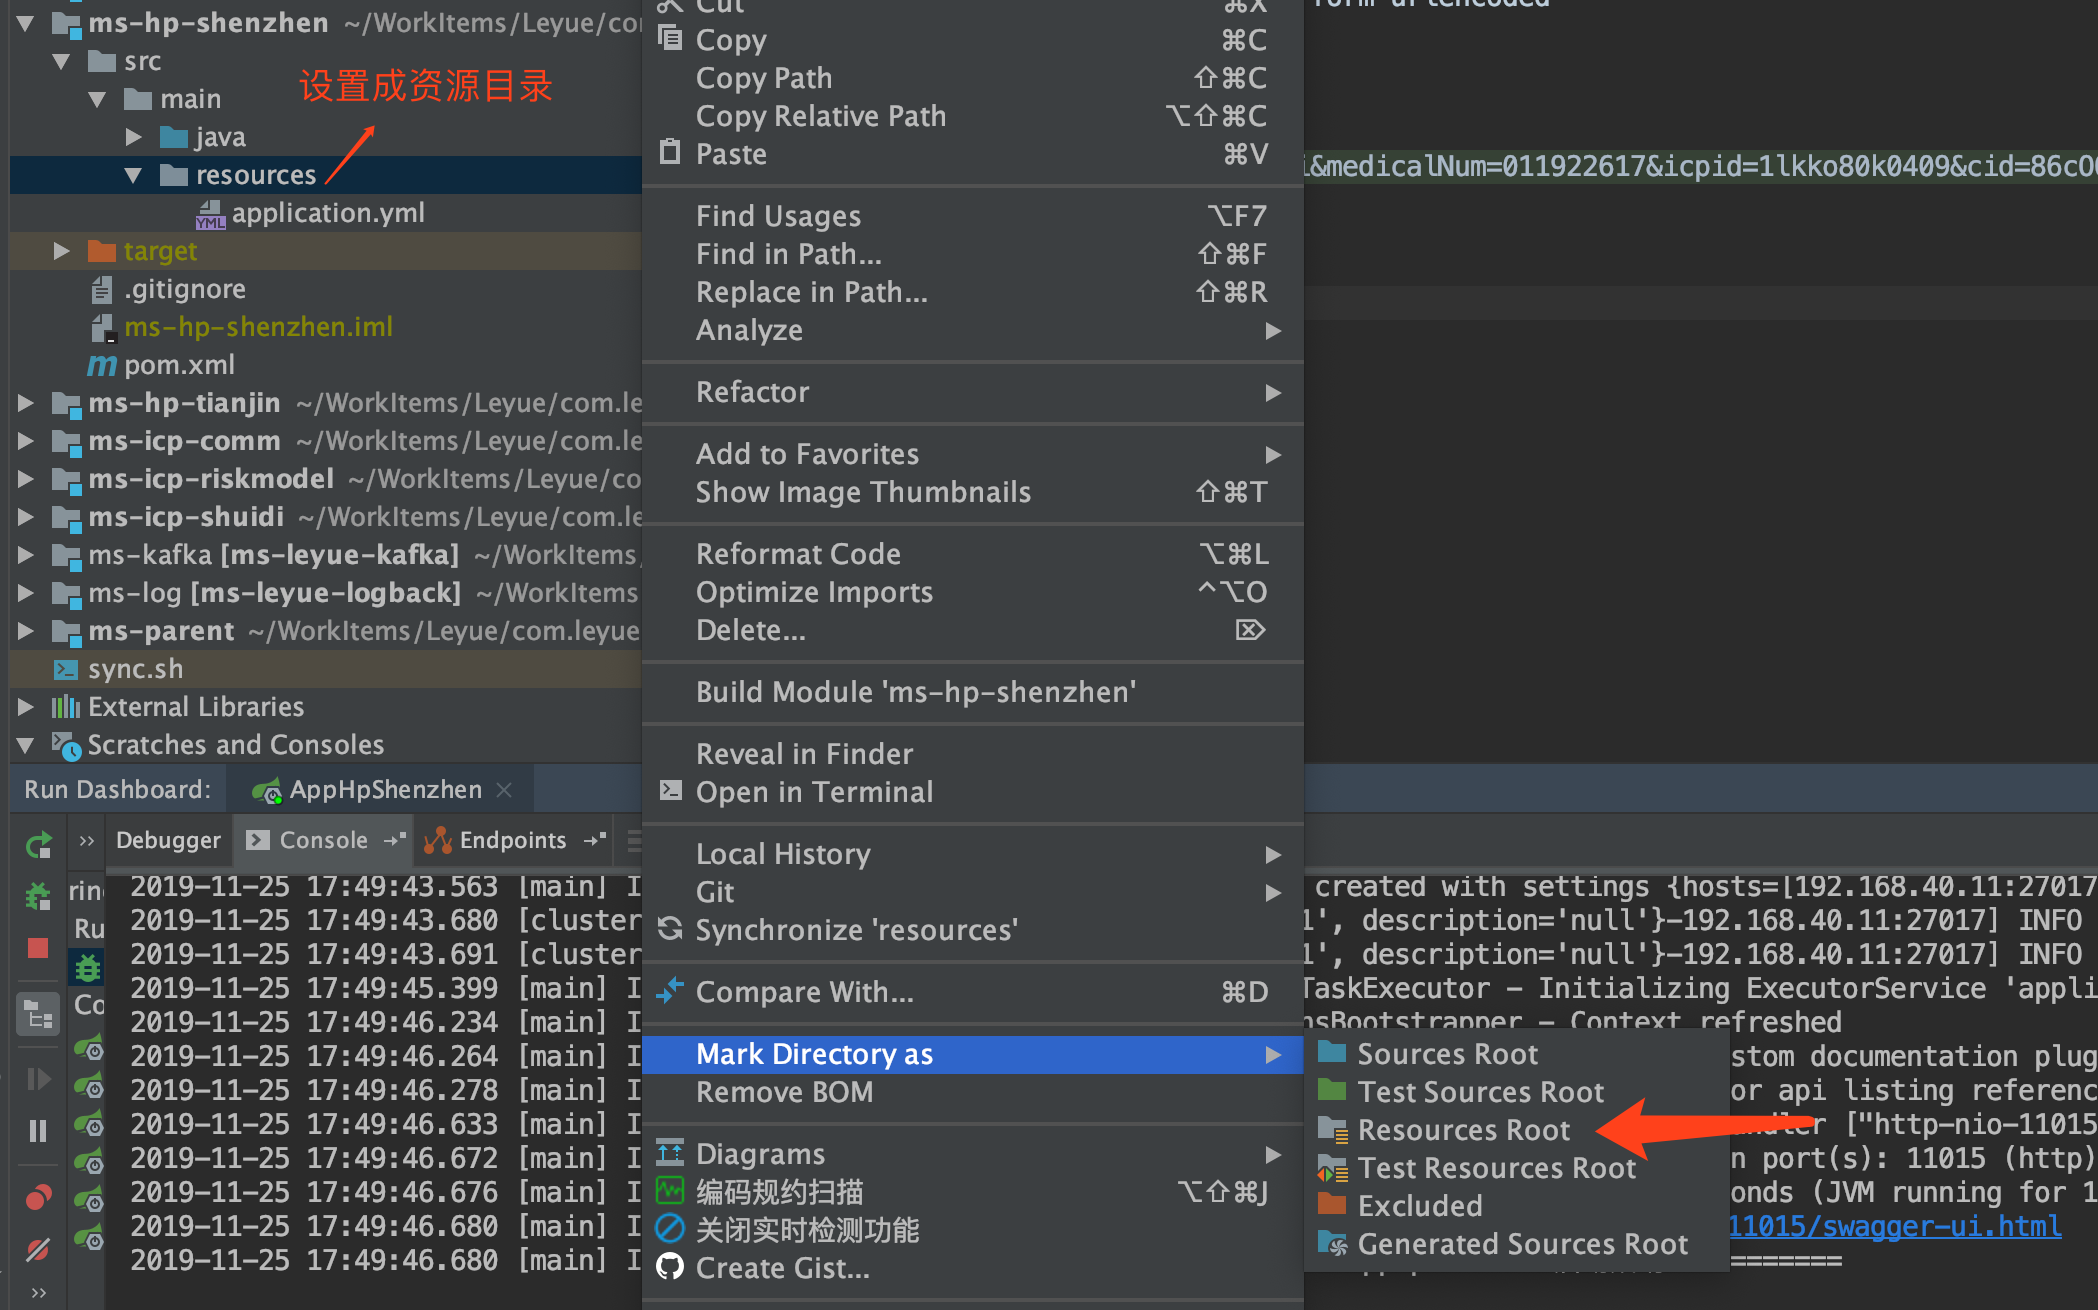 ms-hp-shenzhen ~/WorkItems/Leyue/co
src
设置成资源目录
main
java
resources
application.yml
target
.gitignore
ms-hp-shenzhen.iml
pom.xml
ms-hp-tianjin ~/WorkItems/Leyue/com.le
ms-icp-comm ~/WorkItems/Leyue/com.le
ms-icp-riskmodel ~/WorkItems/Leyue/co
ms-icp-shuidi ~/WorkItems/Leyue/com.le
ms-kafka [ms-leyue-kafka] ~/WorkItems
ms-log [ms-leyue-logback] ~/WorkItems
ms-parent ~/WorkItems/Leyue/com.leyue
sync.sh
External Libraries
Scratches and Consoles
Cut ⌘X
Copy ⌘C
Copy Path ⇧⌘C
Copy Relative Path ⌥⇧⌘C
Paste ⌘V
Find Usages ⌥F7
Find in Path... ⇧⌘F
Replace in Path... ⇧⌘R
Analyze
Refactor
Add to Favorites
Show Image Thumbnails ⇧⌘T
Reformat Code ⌥⌘L
Optimize Imports ^⌥O
Delete... ⌦
Build Module 'ms-hp-shenzhen'
Reveal in Finder
Open in Terminal
Local History
Git
Synchronize 'resources'
Compare With... ⌘D
Mark Directory as
Remove BOM
Diagrams
编码规约扫描 ⌥⇧⌘J
关闭实时检测功能
Create Gist...
Sources Root
Test Sources Root
Resources Root
Test Resources Root
Excluded
Generated Sources Root
form-urlencoded
i&medicalNum=011922617&icpid=1lkko80k0409&cid=86c0
Run Dashboard: AppHpShenzhen
Debugger Console Endpoints
rin
Ru
Co
2019-11-25 17:49:43.563 [main] I created with settings {hosts=[192.168.40.11:27017
2019-11-25 17:49:43.680 [cluster 1', description='null'}-192.168.40.11:27017] INFO
2019-11-25 17:49:43.691 [cluster 1', description='null'}-192.168.40.11:27017] INFO
2019-11-25 17:49:45.399 [main] I TaskExecutor - Initializing ExecutorService 'appli
2019-11-25 17:49:46.234 [main] I nsBootstrapper - Context refreshed
2019-11-25 17:49:46.264 [main] I stom documentation plug
2019-11-25 17:49:46.278 [main] I or api listing referenc
2019-11-25 17:49:46.633 [main] I ndler ["http-nio-11015
2019-11-25 17:49:46.672 [main] I n port(s): 11015 (http)
2019-11-25 17:49:46.676 [main] I onds (JVM running for 1
2019-11-25 17:49:46.680 [main] I 11015/swagger-ui.html
2019-11-25 17:49:46.680 [main] I =======